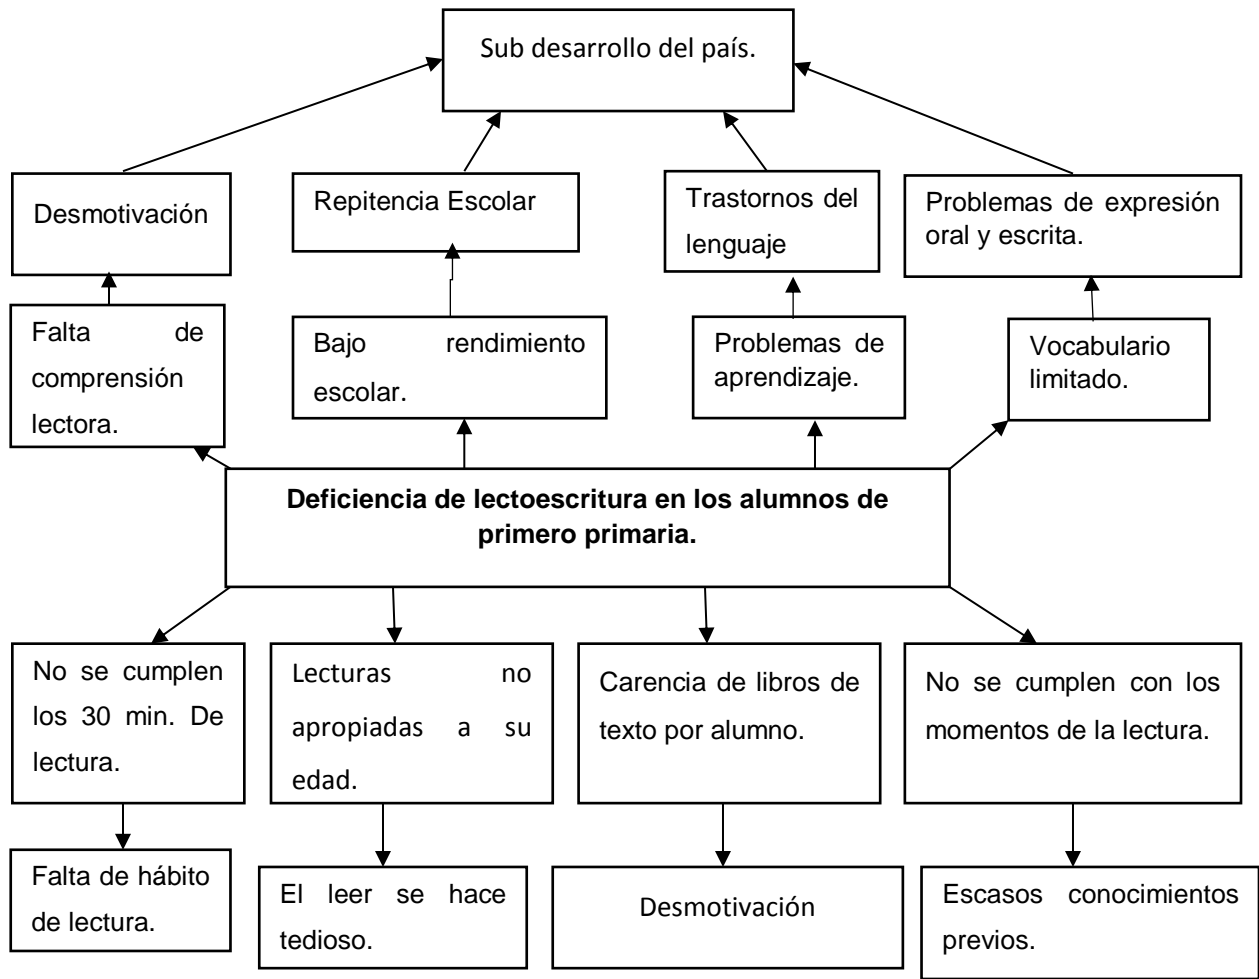 Sub desarrollo del país.
Desmotivación
Repitencia Escolar
Trastornos del
lenguaje
Problemas de expresión
oral y escrita.
Falta de
comprensión
lectora.
Bajo rendimiento
escolar.
Problemas de
aprendizaje.
Vocabulario
limitado.
Deficiencia de lectoescritura en los alumnos de
primero primaria.
No se cumplen
los 30 min. De
lectura.
Lecturas no
apropiadas a su
edad.
Carencia de libros de
texto por alumno.
No se cumplen con los
momentos de la lectura.
Falta de hábito
de lectura.
El leer se hace
tedioso.
Desmotivación
Escasos conocimientos
previos.